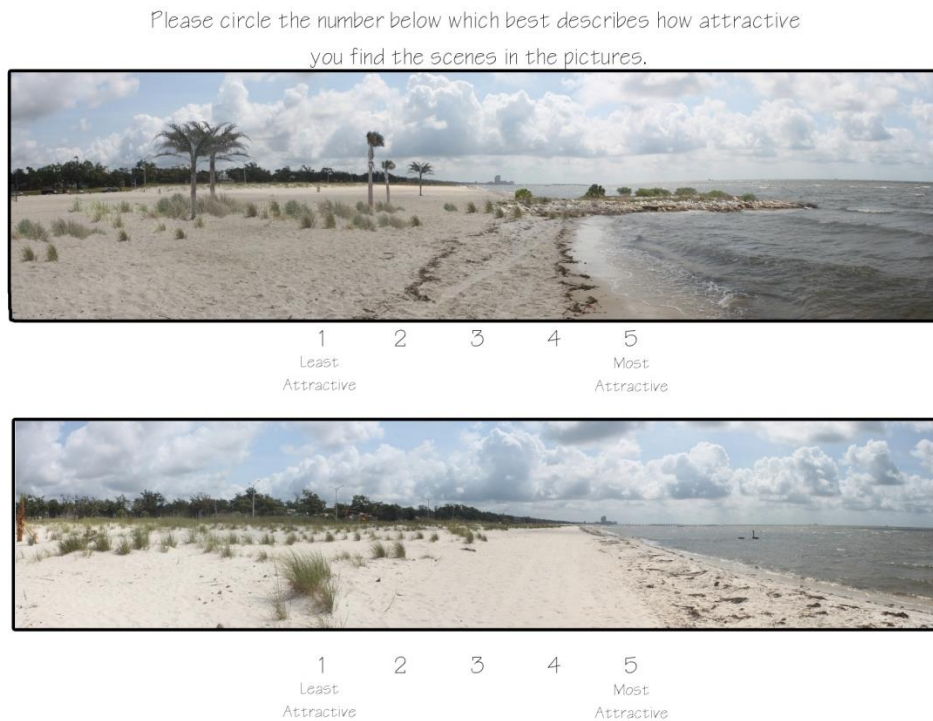 Please circle the number below which best describes how attractive
you find the scenes in the pictures.
1 2 3 4 5
Least Most
Attractive Attractive
1 2 3 4 5
Least Most
Attractive Attractive